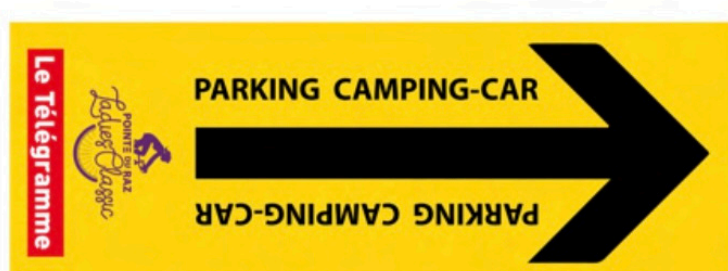 Le Télégramme
POINTE DU RAZ
Ladies Classic
PARKING CAMPING-CAR
PARKING CAMPING-CAR